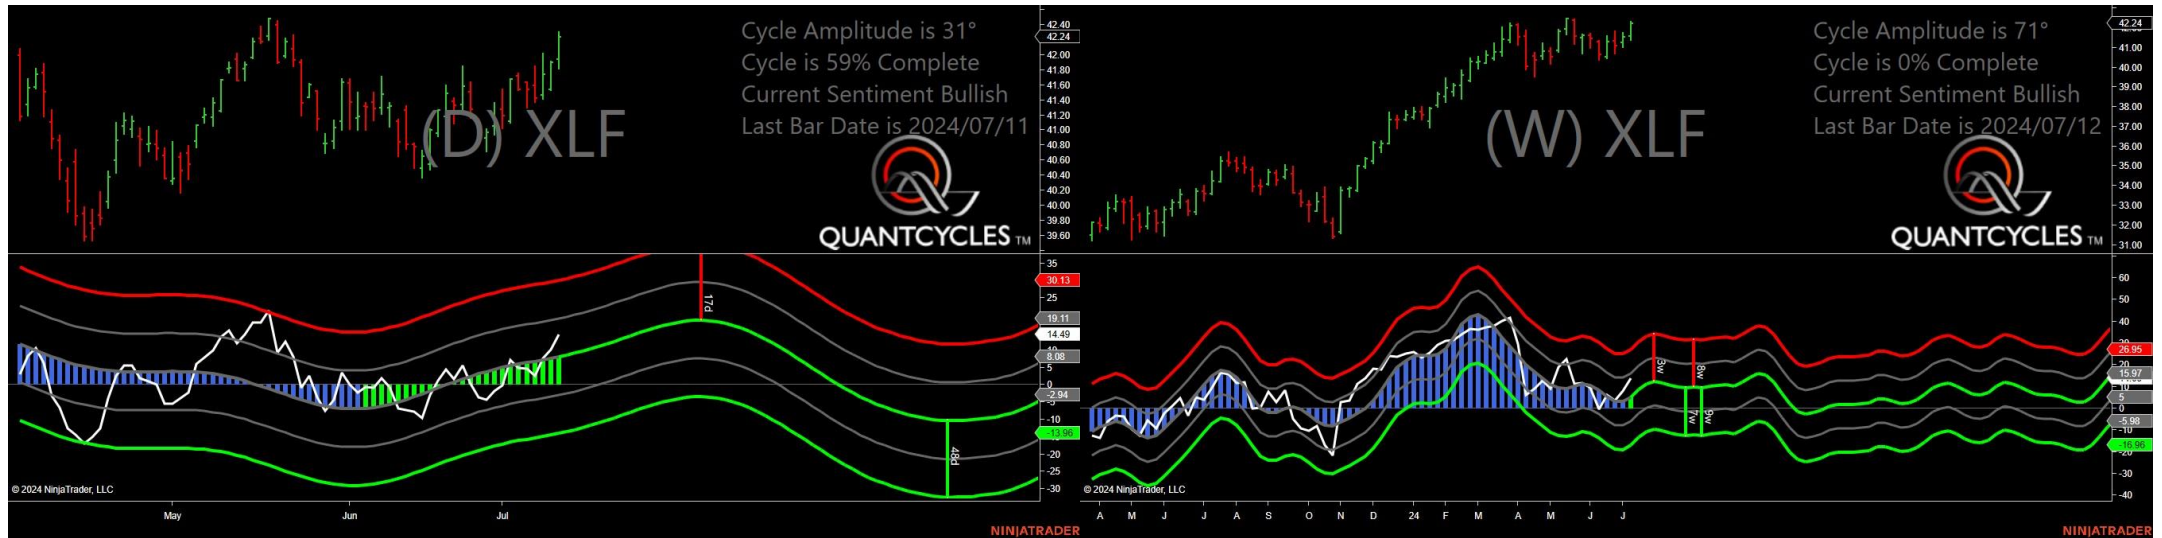 Cycle Amplitude is 31°
Cycle is 59% Complete
Current Sentiment Bullish
Last Bar Date is 2024/07/11
(D) XLF
QUANTCYCLES TM
42.40
42.24
42.00
41.80
41.60
41.40
41.20
41.00
40.80
40.60
40.40
40.20
40.00
39.80
39.60
35
30.13
25
19.11
14.49
8.08
5
0
-2.94
-10
-13.96
-20
-25
-30
17d
48d
© 2024 NinjaTrader, LLC
May
Jun
Jul
NINJATRADER
Cycle Amplitude is 71°
Cycle is 0% Complete
Current Sentiment Bullish
Last Bar Date is 2024/07/12
(W) XLF
QUANTCYCLES TM
42.24
41.00
40.00
39.00
38.00
37.00
36.00
35.00
34.00
33.00
32.00
31.00
60
50
40
26.95
15.97
10
5
0
-5.98
-10
-16.96
-30
-40
8w
7w
9w
© 2024 NinjaTrader, LLC
A M J J A S O N D 24 F M A M J J
NINJATRADER